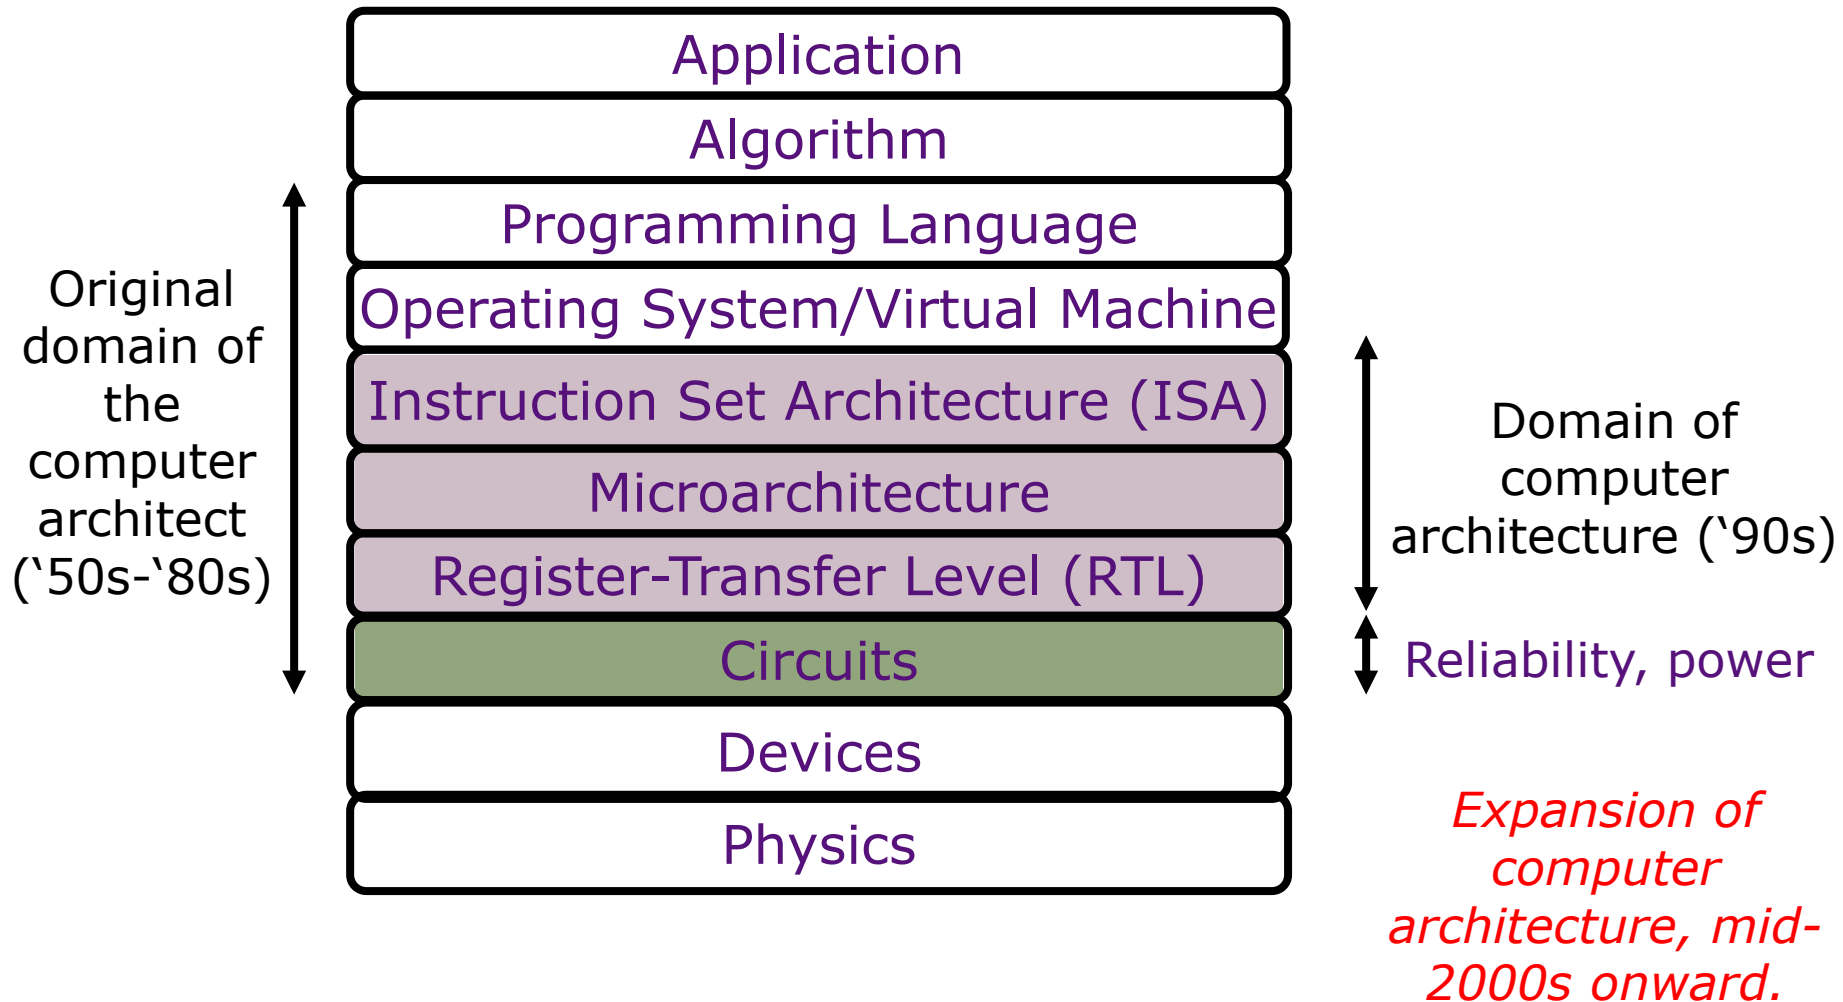 Application
Algorithm
Programming Language
Operating System/Virtual Machine
Instruction Set Architecture (ISA)
Microarchitecture
Register-Transfer Level (RTL)
Circuits
Devices
Physics
Original
domain of
the
computer
architect
(‘50s-‘80s)
Domain of
computer
architecture (‘90s)
Reliability, power
Expansion of
computer
architecture, mid-
2000s onward.